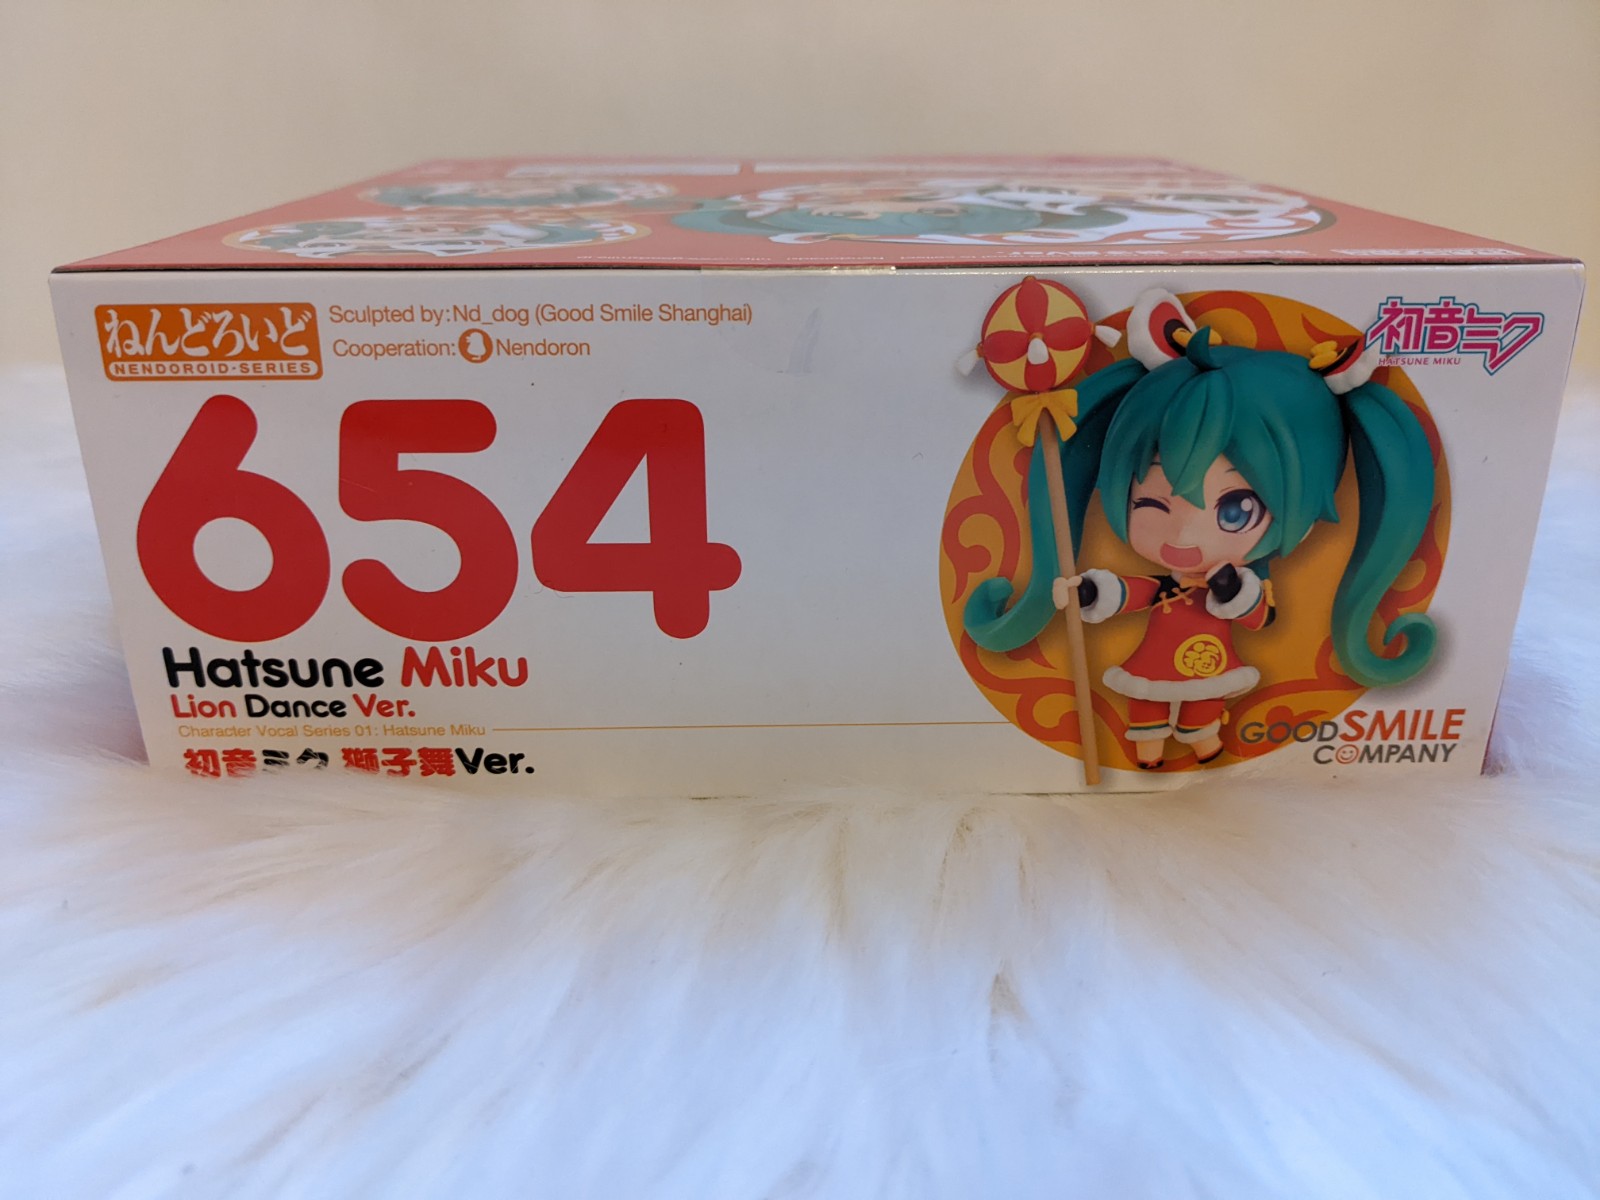 ねんどろいど
NENDOROID-SERIES
Sculpted by: Nd_dog (Good Smile Shanghai)
Cooperation: Nendoron
初音ミク
HATSUNE MIKU
654
Hatsune Miku
Lion Dance Ver.
Character Vocal Series 01: Hatsune Miku
初音ミク 獅子舞Ver.
福
GOOD SMILE
COMPANY